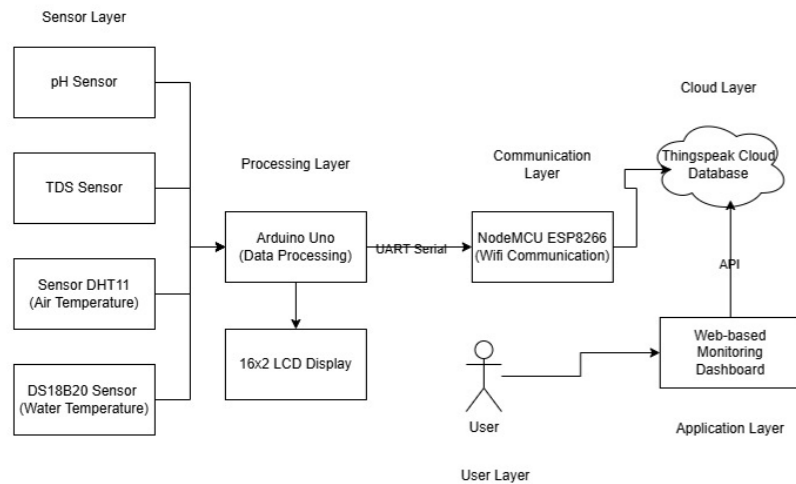 Sensor Layer
pH Sensor
TDS Sensor
Sensor DHT11
(Air Temperature)
DS18B20 Sensor
(Water Temperature)
Processing Layer
Arduino Uno
(Data Processing)
16x2 LCD Display
UART Serial
Communication
Layer
NodeMCU ESP8266
(Wifi Communication)
Cloud Layer
Thingspeak Cloud
Database
API
Web-based
Monitoring
Dashboard
Application Layer
User
User Layer